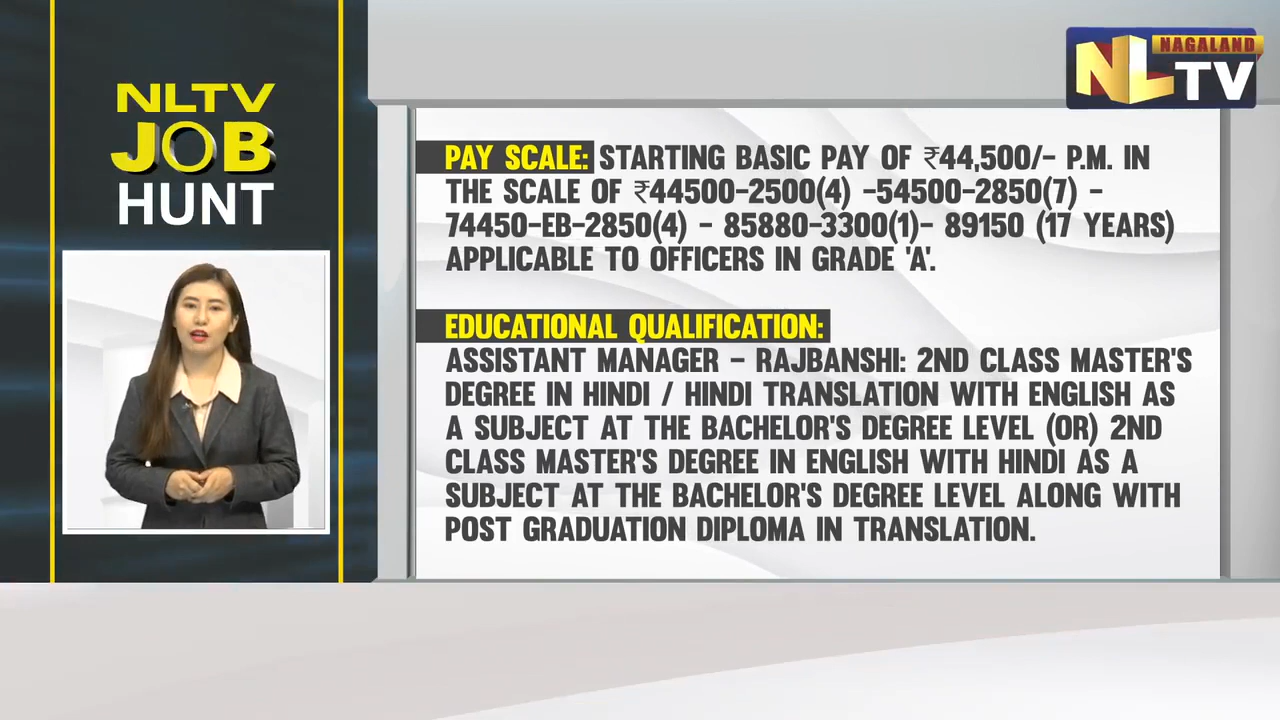 NLTV
JOB
HUNT
NAGALAND
NLTV
PAY SCALE: STARTING BASIC PAY OF ₹44,500/- P.M. IN
THE SCALE OF ₹44500-2500(4) -54500-2850(7) -
74450-EB-2850(4) - 85880-3300(1)- 89150 (17 YEARS)
APPLICABLE TO OFFICERS IN GRADE 'A'.
EDUCATIONAL QUALIFICATION:
ASSISTANT MANAGER - RAJBANSHI: 2ND CLASS MASTER'S
DEGREE IN HINDI / HINDI TRANSLATION WITH ENGLISH AS
A SUBJECT AT THE BACHELOR'S DEGREE LEVEL (OR) 2ND
CLASS MASTER'S DEGREE IN ENGLISH WITH HINDI AS A
SUBJECT AT THE BACHELOR'S DEGREE LEVEL ALONG WITH
POST GRADUATION DIPLOMA IN TRANSLATION.